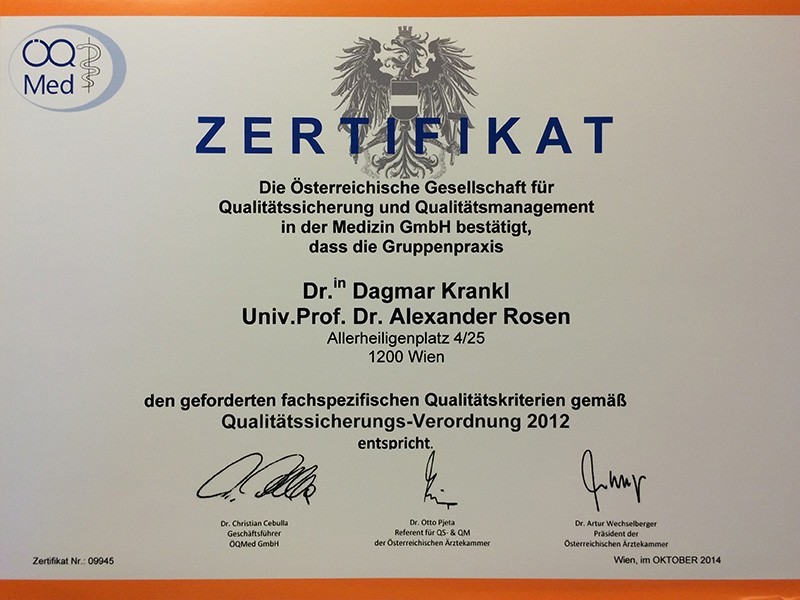 ÖQ
Med
ZERTIFIKAT
Die Österreichische Gesellschaft für
Qualitätssicherung und Qualitätsmanagement
in der Medizin GmbH bestätigt,
dass die Gruppenpraxis
Dr.in Dagmar Krankl
Univ.Prof. Dr. Alexander Rosen
Allerheiligenplatz 4/25
1200 Wien
den geforderten fachspezifischen Qualitätskriterien gemäß
Qualitätssicherungs-Verordnung 2012
entspricht.
Dr. Christian Cebulla
Geschäftsführer
ÖQMed GmbH
Dr. Otto Pjeta
Referent für QS- & QM
der Österreichischen Ärztekammer
Dr. Artur Wechselberger
Präsident der
Österreichischen Ärztekammer
Zertifikat Nr.: 09945
Wien, im OKTOBER 2014